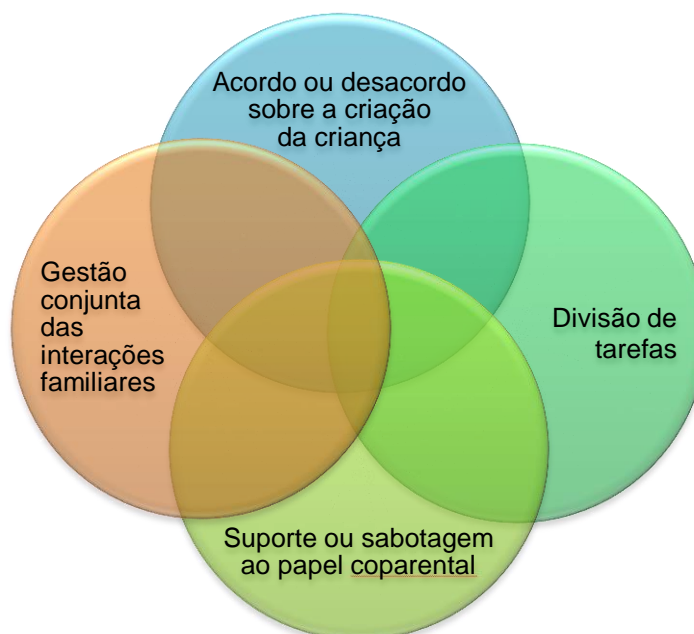 Acordo ou desacordo
sobre a criação
da criança
Gestão
conjunta
das
interações
familiares
Divisão de
tarefas
Suporte ou sabotagem
ao papel coparental